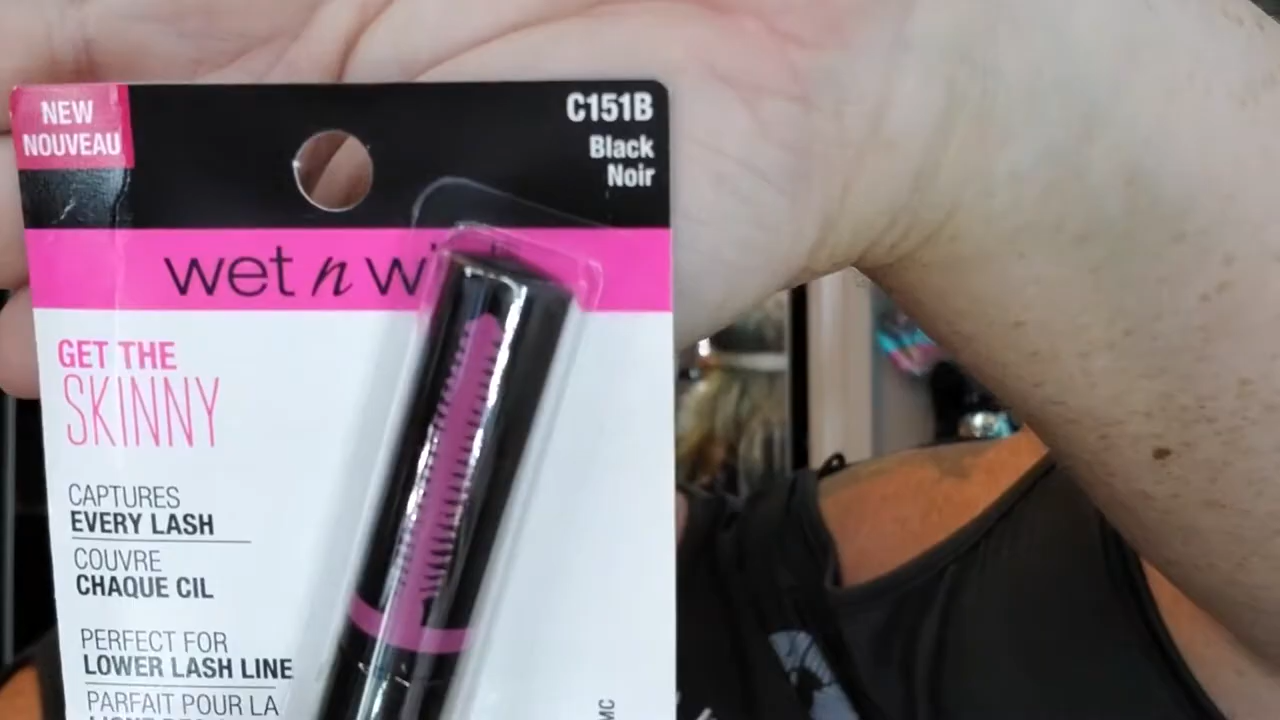 NEW
NOUVEAU
C151B
Black
Noir
wet n w
GET THE
SKINNY
CAPTURES
EVERY LASH
COUVRE
CHAQUE CIL
PERFECT FOR
LOWER LASH LINE
PARFAIT POUR LA
MC